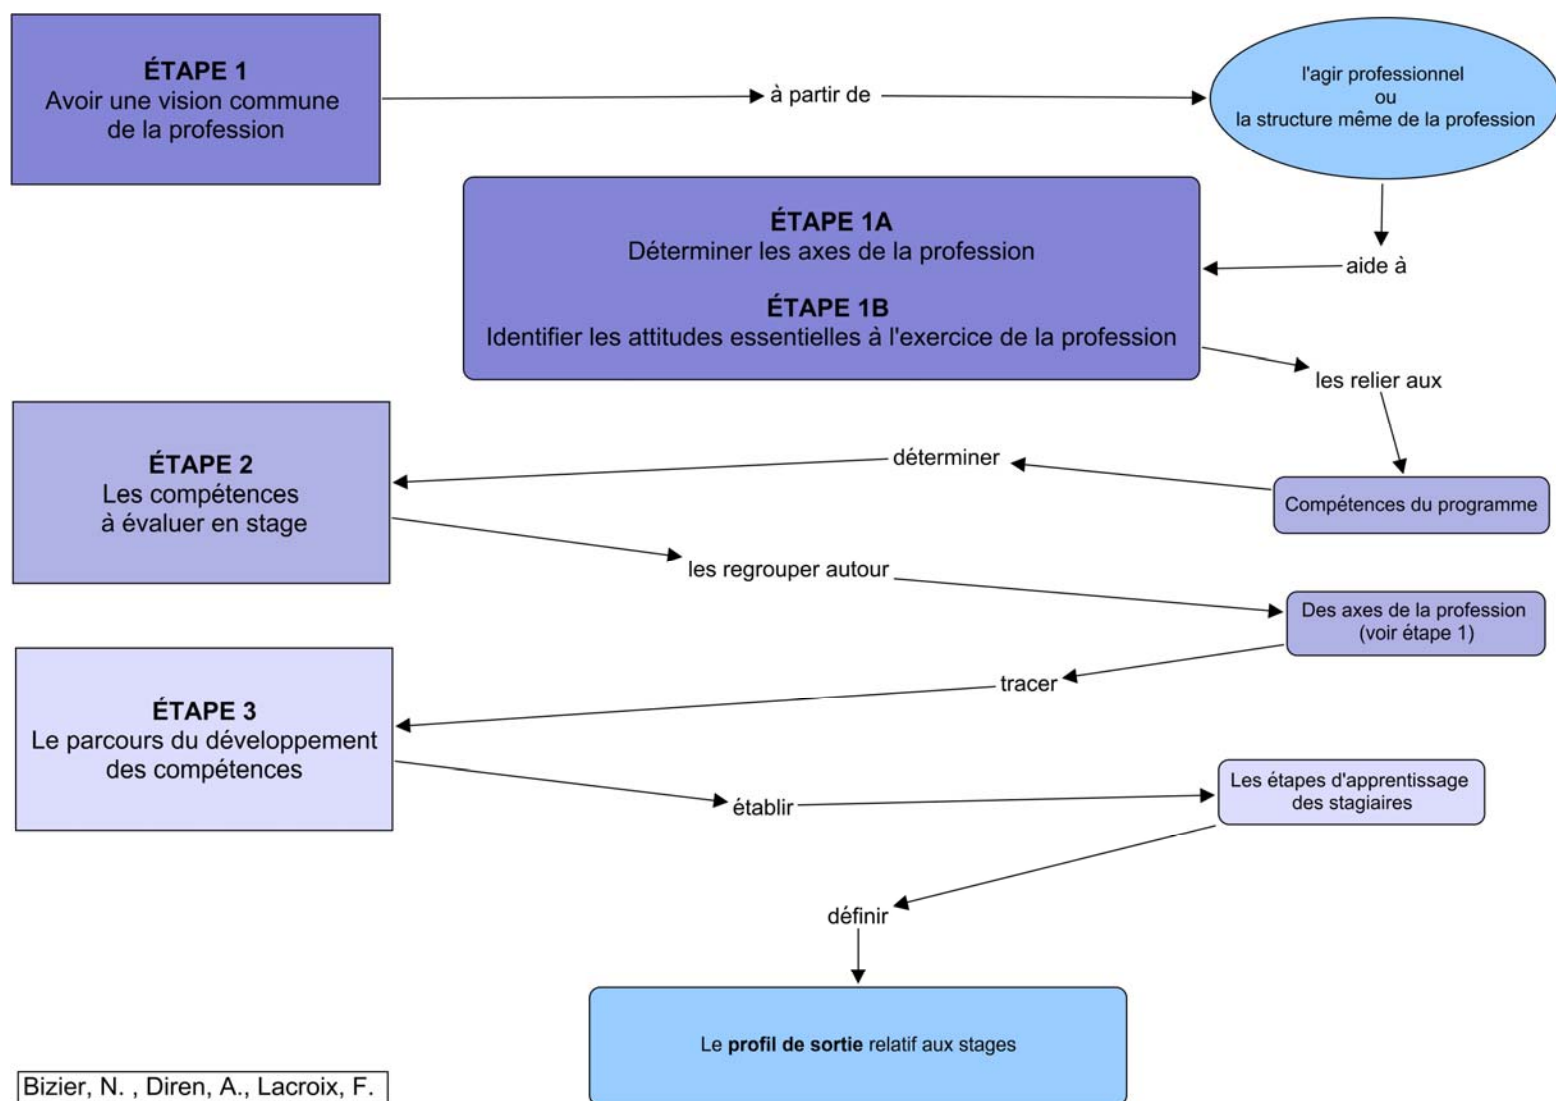 ÉTAPE 1
Avoir une vision commune
de la profession
à partir de
l'agir professionnel
ou
la structure même de la profession
aide à
ÉTAPE 1A
Déterminer les axes de la profession
ÉTAPE 1B
Identifier les attitudes essentielles à l'exercice de la profession
les relier aux
Compétences du programme
déterminer
ÉTAPE 2
Les compétences
à évaluer en stage
les regrouper autour
Des axes de la profession
(voir étape 1)
tracer
ÉTAPE 3
Le parcours du développement
des compétences
établir
Les étapes d'apprentissage
des stagiaires
définir
Le profil de sortie relatif aux stages
Bizier, N. , Diren, A., Lacroix, F.